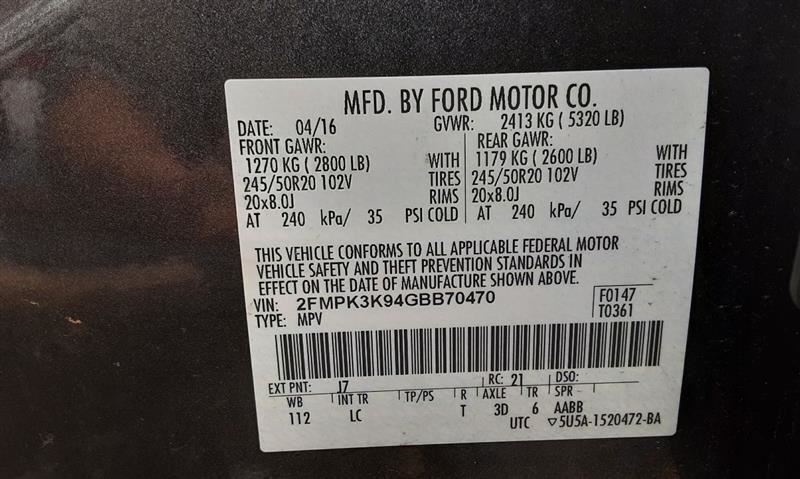 MFD. BY FORD MOTOR CO.
DATE: 04/16 GVWR: 2413 KG ( 5320 LB)
FRONT GAWR: REAR GAWR:
1270 KG ( 2800 LB) WITH 1179 KG ( 2600 LB) WITH
245/50R20 102V TIRES 245/50R20 102V TIRES
20x8.0J RIMS 20x8.0J RIMS
AT 240 kPa/ 35 PSI COLD AT 240 kPa/ 35 PSI COLD
THIS VEHICLE CONFORMS TO ALL APPLICABLE FEDERAL MOTOR
VEHICLE SAFETY AND THEFT PREVENTION STANDARDS IN
EFFECT ON THE DATE OF MANUFACTURE SHOWN ABOVE.
VIN: 2FMPK3K94GBB70470 F0147
TYPE: MPV T0361
EXT PNT: J7 RC: 21 DSO:
WB INT TR TP/PS R AXLE TR SPR
112 LC T 3D 6 AABB
UTC ▽5U5A-1520472-BA